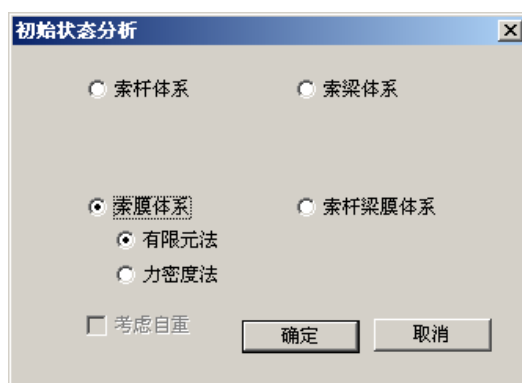 初始状态分析
索杆体系 索梁体系
索膜体系 索杆梁膜体系
有限元法
力密度法
考虑自重 确定 取消